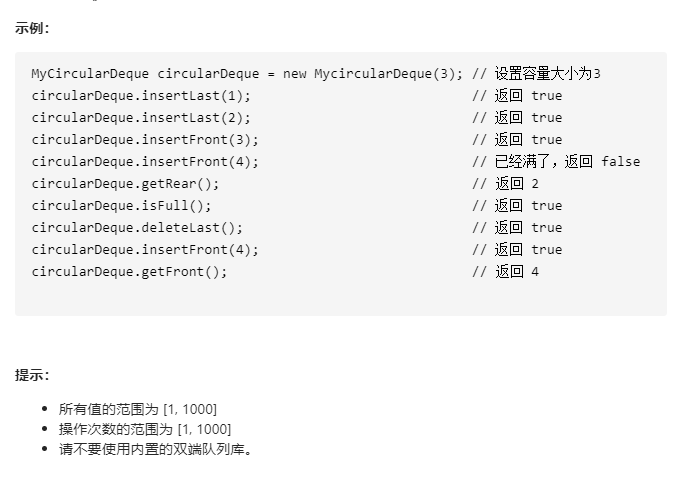 示例：
MyCircularDeque circularDeque = new MycircularDeque(3); // 设置容量大小为3
circularDeque.insertLast(1); // 返回 true
circularDeque.insertLast(2); // 返回 true
circularDeque.insertFront(3); // 返回 true
circularDeque.insertFront(4); // 已经满了，返回 false
circularDeque.getRear(); // 返回 2
circularDeque.isFull(); // 返回 true
circularDeque.deleteLast(); // 返回 true
circularDeque.insertFront(4); // 返回 true
circularDeque.getFront(); // 返回 4
提示：
• 所有值的范围为 [1, 1000]
• 操作次数的范围为 [1, 1000]
• 请不要使用内置的双端队列库。